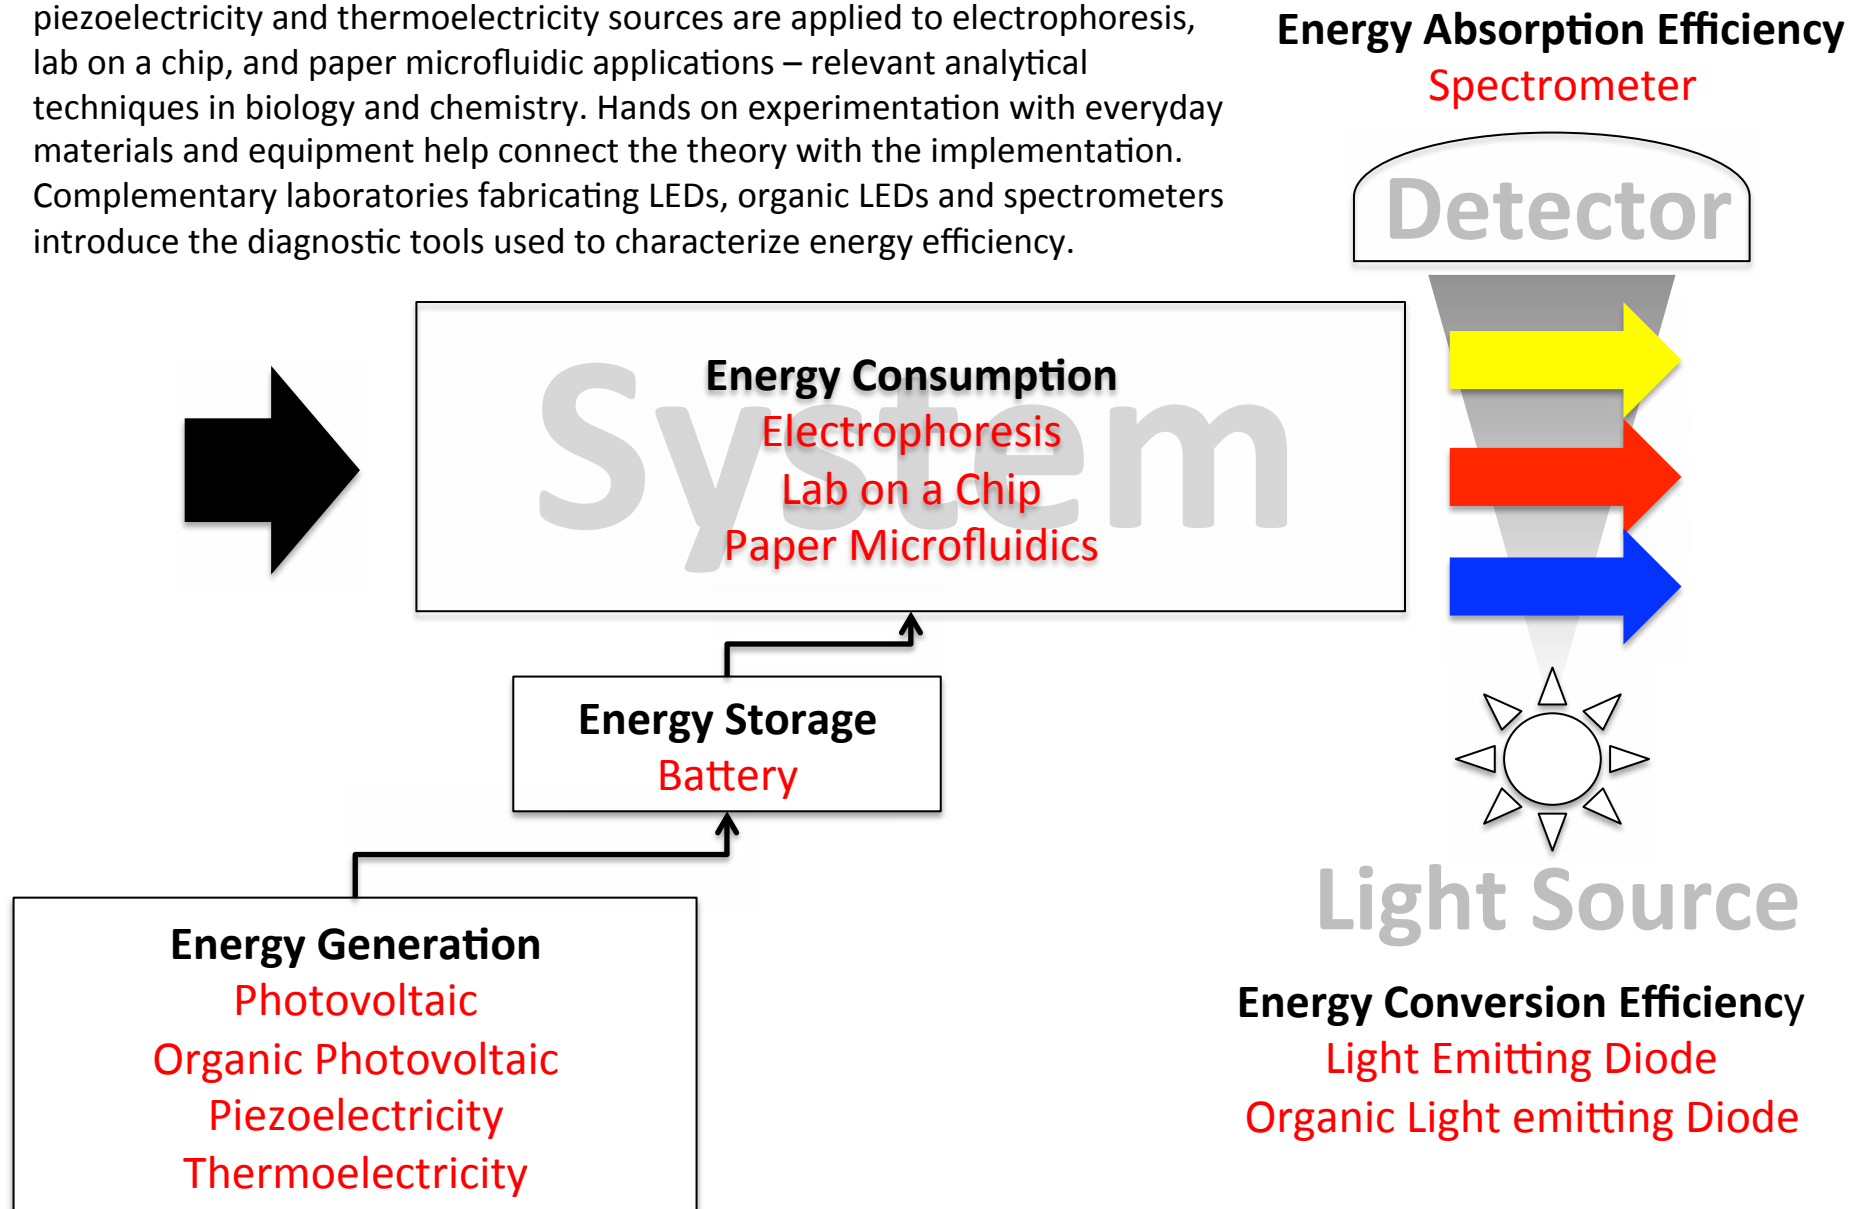 piezoelectricity and thermoelectricity sources are applied to electrophoresis,
lab on a chip, and paper microfluidic applications – relevant analytical
techniques in biology and chemistry. Hands on experimentation with everyday
materials and equipment help connect the theory with the implementation.
Complementary laboratories fabricating LEDs, organic LEDs and spectrometers
introduce the diagnostic tools used to characterize energy efficiency.
Energy Absorption Efficiency
Spectrometer
Detector
System
Energy Consumption
Electrophoresis
Lab on a Chip
Paper Microfluidics
Energy Storage
Battery
Energy Generation
Photovoltaic
Organic Photovoltaic
Piezoelectricity
Thermoelectricity
Light Source
Energy Conversion Efficiency
Light Emitting Diode
Organic Light emitting Diode